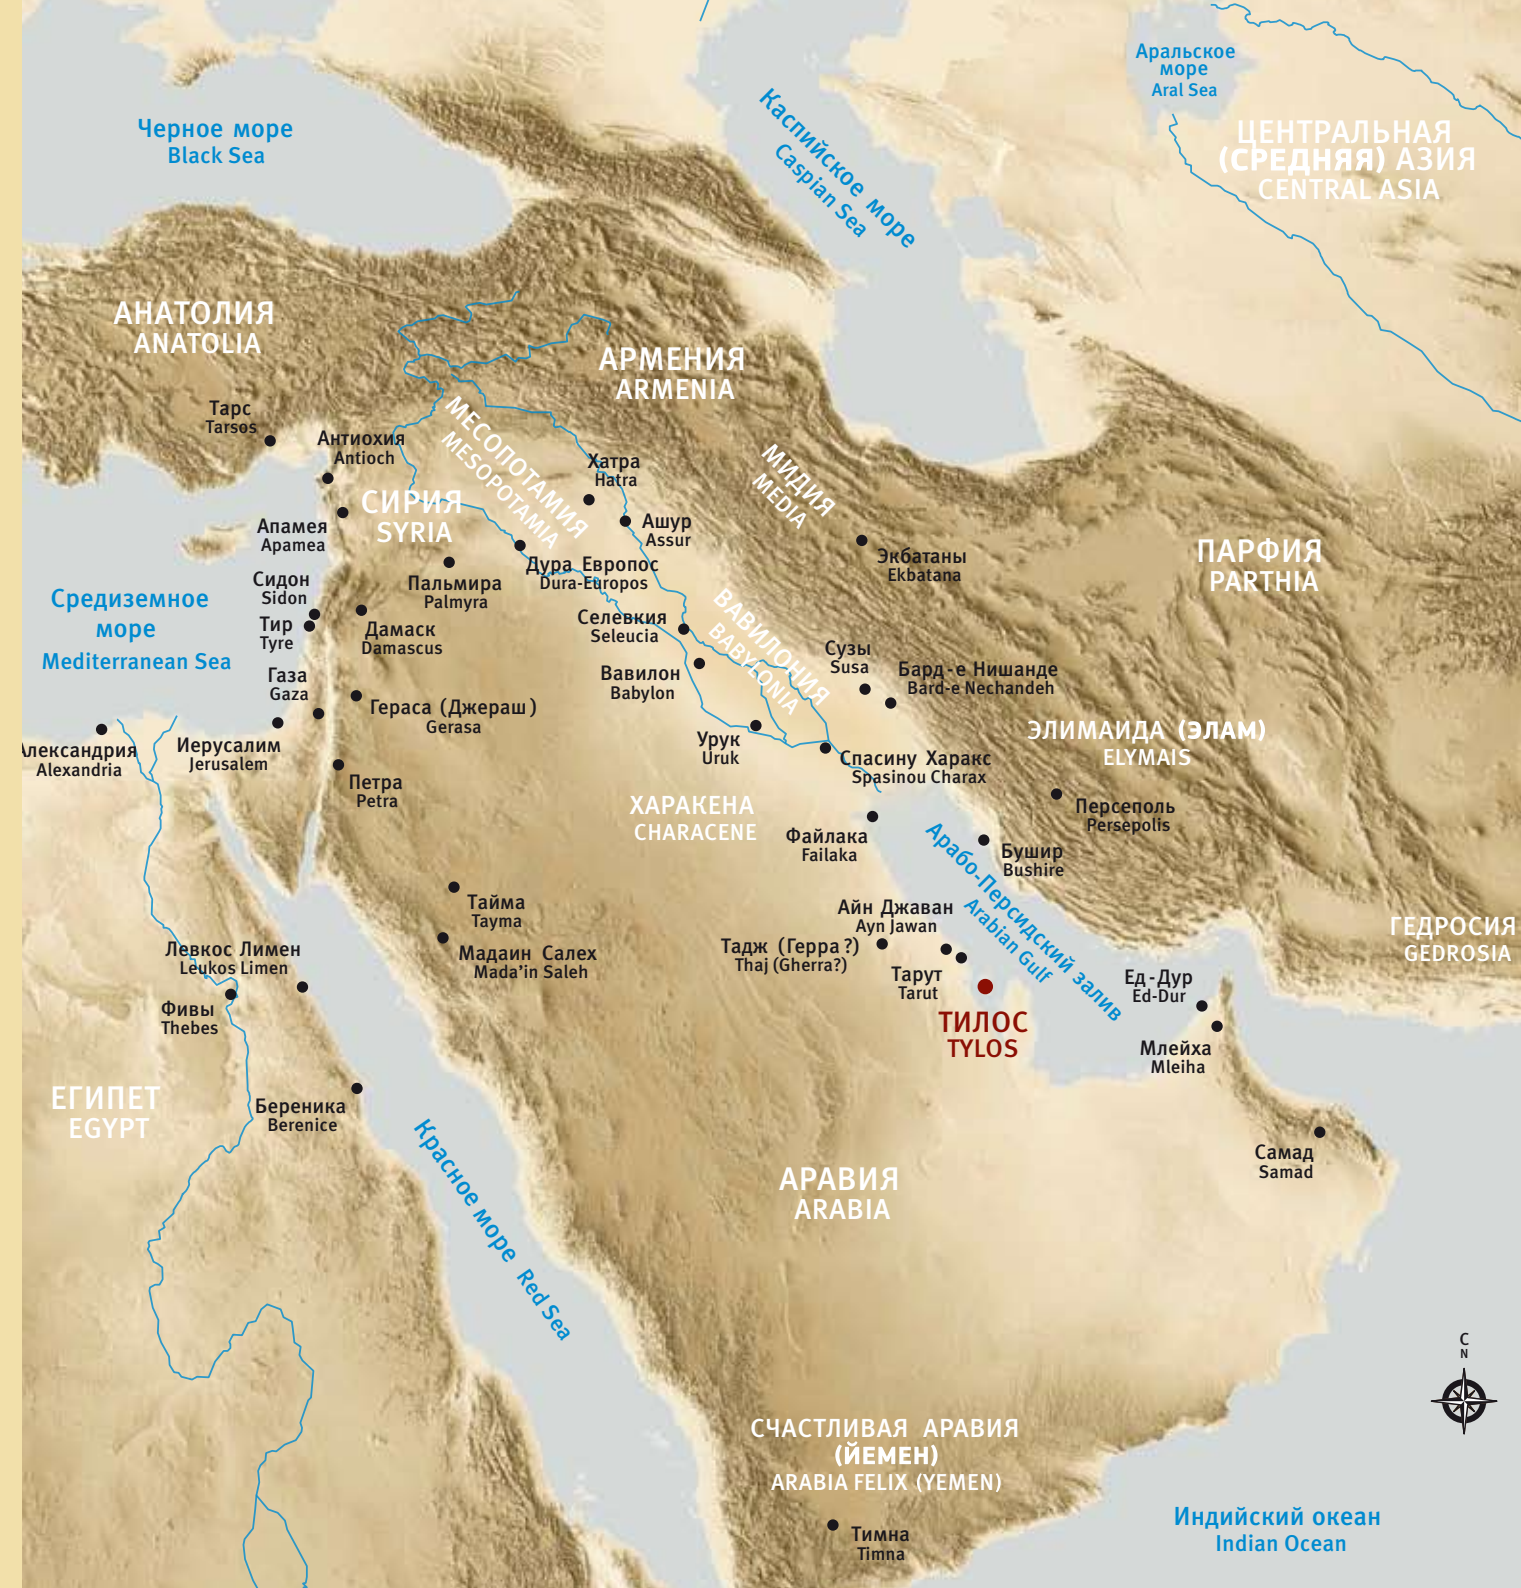 Аральское
море
Aral Sea
Черное море
Black Sea
Каспийское море
Caspian Sea
ЦЕНТРАЛЬНАЯ
(СРЕДНЯЯ) АЗИЯ
CENTRAL ASIA
АНАТОЛИЯ
ANATOLIA
АРМЕНИЯ
ARMENIA
Тарс
Tarsos
Антиохия
Antioch
МЕСОПОТАМИЯ
MESOPOTAMIA
Хатра
Hatra
МИДИЯ
MEDIA
СИРИЯ
SYRIA
Апамея
Apamea
Ашур
Assur
Экбатаны
Ekbatana
ПАРФИЯ
PARTHIA
Дура Европос
Dura-Europos
Пальмира
Palmyra
Сидон
Sidon
Средиземное
море
Mediterranean Sea
Тир
Tyre
Дамаск
Damascus
Селевкия
Seleucia
ВАВИЛОНИЯ
BABYLONIA
Сузы
Susa
Бард-е Нишанде
Bard-e Nechandeh
Газа
Gaza
Вавилон
Babylon
Гераса (Джераш)
Gerasa
ЭЛИМАИДА (ЭЛАМ)
ELYMAIS
Александрия
Alexandria
Иерусалим
Jerusalem
Урук
Uruk
Спасину Харакс
Spasinou Charax
Петра
Petra
ХАРАКЕНА
CHARACENE
Персеполь
Persepolis
Файлака
Failaka
Бушир
Bushire
Арабо-Персидский залив
Arabian Gulf
Тайма
Tayma
Айн Джаван
Ayn Jawan
ГЕДРОСИЯ
GEDROSIA
Мадаин Салех
Mada'in Saleh
Тадж (Герра?)
Thaj (Gherra?)
Левкос Лимен
Leukos Limen
Тарут
Tarut
Ед-Дур
Ed-Dur
Фивы
Thebes
ТИЛОС
TYLOS
Млейха
Mleiha
ЕГИПЕТ
EGYPT
Береника
Berenice
Красное море Red Sea
Самад
Samad
АРАВИЯ
ARABIA
С
N
СЧАСТЛИВАЯ АРАВИЯ
(ЙЕМЕН)
ARABIA FELIX (YEMEN)
Индийский океан
Indian Ocean
Тимна
Timna